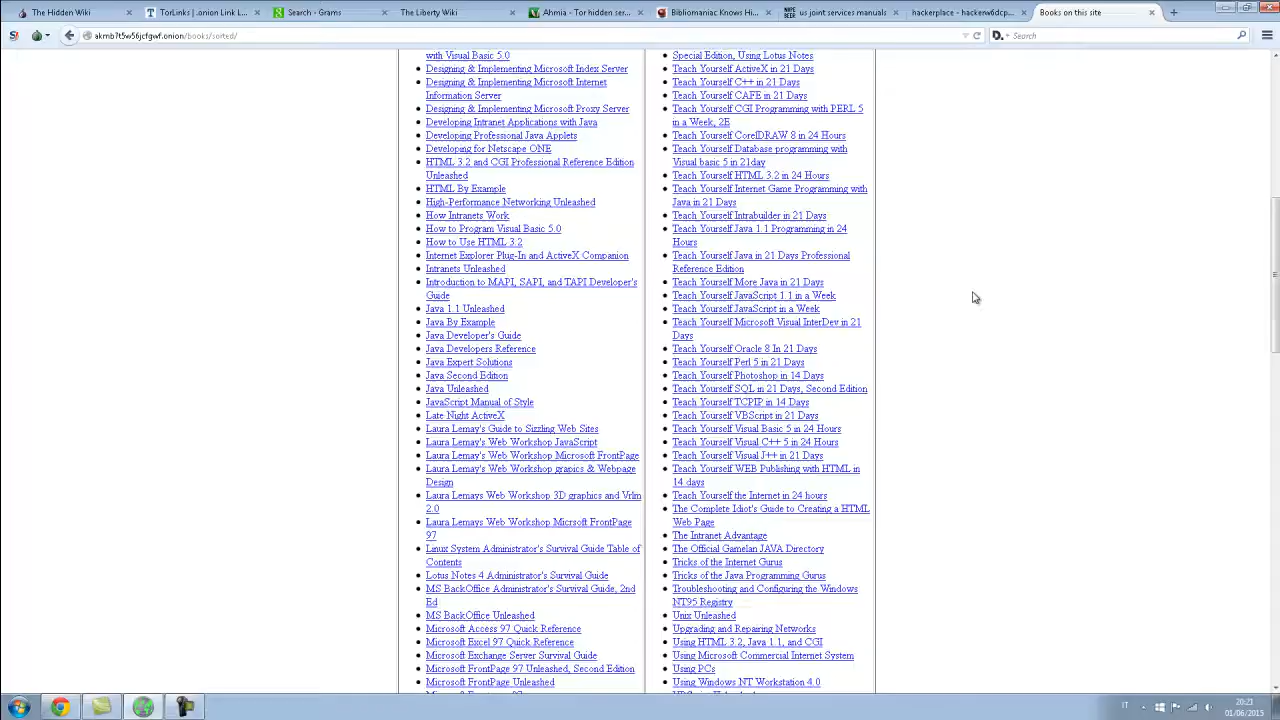 The Hidden Wiki
TorLinks | .onion Link L...
Search - Grams
The Liberty Wiki
Ahmia - Tor hidden ser...
Bibliomaniac Knows Hi...
us joint services manuals
hackerplace - hackerw6dcp...
Books on this site
akrnb7t5w56jcfgwf.onion/books/sorted/
Search
with Visual Basic 5.0
Designing & Implementing Microsoft Index Server
Designing & Implementing Microsoft Internet
Information Server
Designing & Implementing Microsoft Proxy Server
Developing Intranet Applications with Java
Developing Professional Java Applets
Developing for Netscape ONE
HTML 3.2 and CGI Professional Reference Edition
Unleashed
HTML By Example
High-Performance Networking Unleashed
How Intranets Work
How to Program Visual Basic 5.0
How to Use HTML 3.2
Internet Explorer Plug-In and ActiveX Companion
Intranets Unleashed
Introduction to MAPI, SAPI, and TAPI Developer's
Guide
Java 1.1 Unleashed
Java By Example
Java Developer's Guide
Java Developers Reference
Java Expert Solutions
Java Second Edition
Java Unleashed
JavaScript Manual of Style
Late Night ActiveX
Laura Lemay's Guide to Sizzling Web Sites
Laura Lemay's Web Workshop JavaScript
Laura Lemay's Web Workshop Microsoft FrontPage
Laura Lemay's Web Workshop grapics & Webpage
Design
Laura Lemays Web Workshop 3D graphics and Vrlm
2.0
Laura Lemays Web Workshop Micrsoft FrontPage
97
Linux System Administrator's Survival Guide Table of
Contents
Lotus Notes 4 Administrator's Survival Guide
MS BackOffice Administrator's Survival Guide, 2nd
Ed
MS BackOffice Unleashed
Microsoft Access 97 Quick Reference
Microsoft Excel 97 Quick Reference
Microsoft Exchange Server Survival Guide
Microsoft FrontPage 97 Unleashed, Second Edition
Microsoft FrontPage Unleashed
Special Edition, Using Lotus Notes
Teach Yourself ActiveX in 21 Days
Teach Yourself C++ in 21 Days
Teach Yourself CAFE in 21 Days
Teach Yourself CGI Programming with PERL 5
in a Week, 2E
Teach Yourself CorelDRAW 8 in 24 Hours
Teach Yourself Database programming with
Visual basic 5 in 21day
Teach Yourself HTML 3.2 in 24 Hours
Teach Yourself Internet Game Programming with
Java in 21 Days
Teach Yourself Intrabuilder in 21 Days
Teach Yourself Java 1.1 Programming in 24
Hours
Teach Yourself Java in 21 Days Professional
Reference Edition
Teach Yourself More Java in 21 Days
Teach Yourself JavaScript 1.1 in a Week
Teach Yourself JavaScript in a Week
Teach Yourself Microsoft Visual InterDev in 21
Days
Teach Yourself Oracle 8 In 21 Days
Teach Yourself Perl 5 in 21 Days
Teach Yourself Photoshop in 14 Days
Teach Yourself SQL in 21 Days, Second Edition
Teach Yourself TCPIP in 14 Days
Teach Yourself VBScript in 21 Days
Teach Yourself Visual Basic 5 in 24 Hours
Teach Yourself Visual C++ 5 in 24 Hours
Teach Yourself Visual J++ in 21 Days
Teach Yourself WEB Publishing with HTML in
14 days
Teach Yourself the Internet in 24 hours
The Complete Idiot's Guide to Creating a HTML
Web Page
The Intranet Advantage
The Official Gamelan JAVA Directory
Tricks of the Internet Gurus
Tricks of the Java Programming Gurus
Troubleshooting and Configuring the Windows
NT95 Registry
Unix Unleashed
Upgrading and Repairing Networks
Using HTML 3.2, Java 1.1, and CGI
Using Microsoft Commercial Internet System
Using PCs
Using Windows NT Workstation 4.0
IT
20:21
01/06/2015